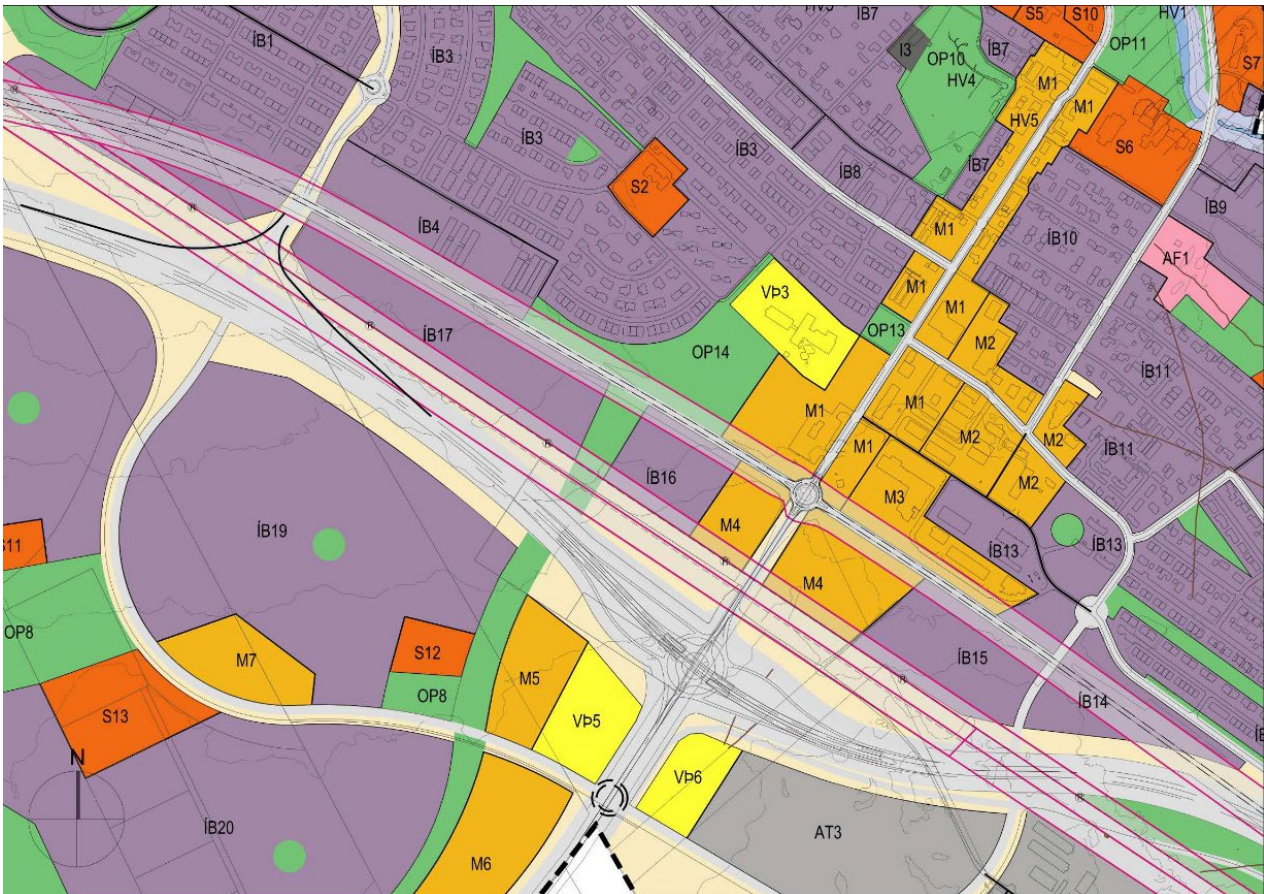 HV5
ÍB7
S5
S10
HV1
ÍB1
ÍB3
I3
OP10
HV4
ÍB7
OP11
S7
M1
M1
HV5
ÍB3
ÍB3
S6
ÍB8
ÍB7
S2
ÍB9
ÍB4
M1
ÍB10
AF1
VÞ3
M1
M1
ÍB17
OP13
OP14
M2
ÍB11
M1
M1
M2
M2
M1
ÍB11
ÍB16
M3
M2
M4
ÍB19
ÍB13
ÍB13
S11
M4
OP8
M7
S12
ÍB15
M5
OP8
ÍB14
S13
VÞ5
N
VÞ6
ÍB20
AT3
M6